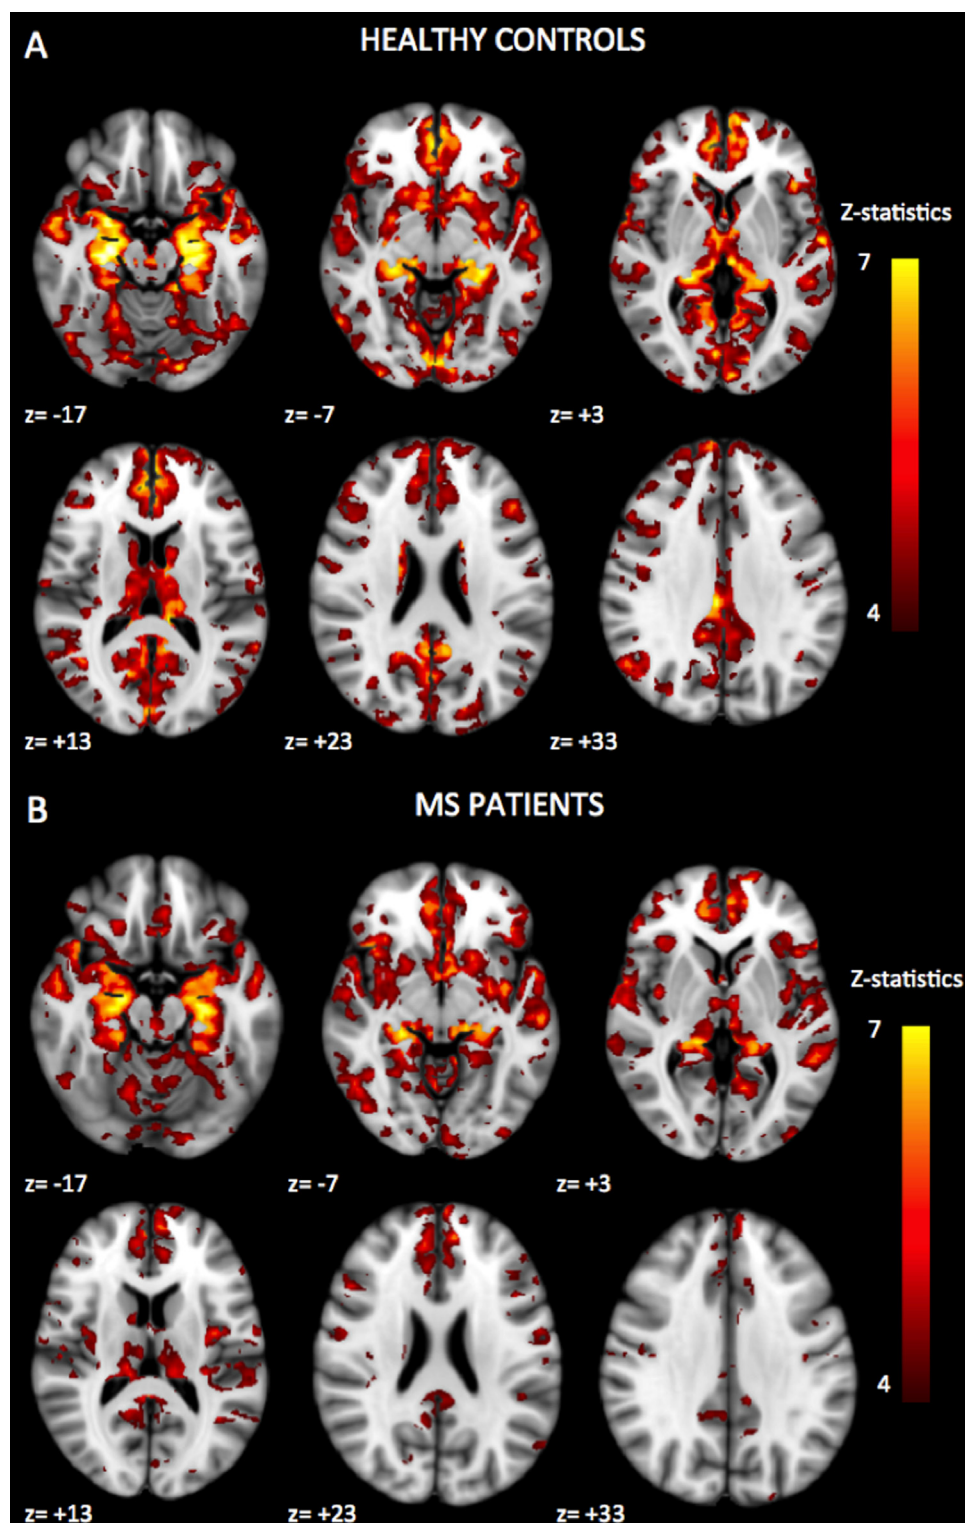 A
HEALTHY CONTROLS
Z-statistics
7
4
z= -17
z= -7
z= +3
z= +13
z= +23
z= +33
B
MS PATIENTS
Z-statistics
7
4
z= -17
z= -7
z= +3
z= +13
z= +23
z= +33